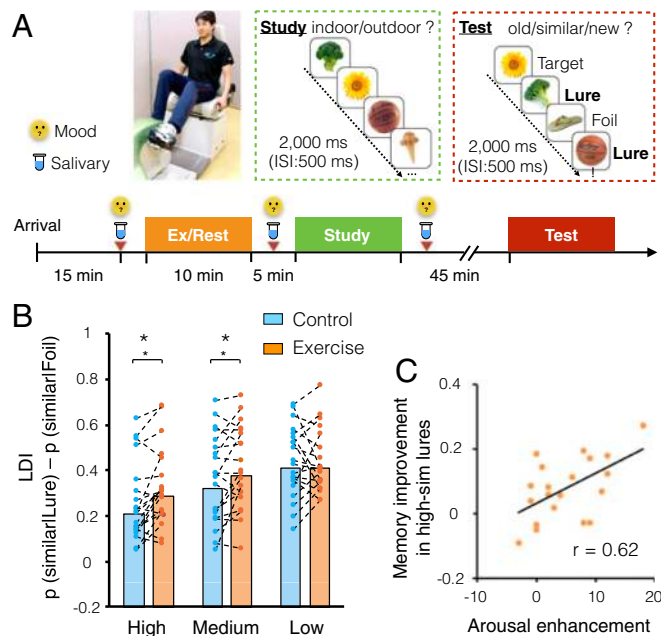 A
Study indoor/outdoor ?
2,000 ms
(ISI:500 ms)
...
Test old/similar/new ?
Target
Lure
Foil
Lure
2,000 ms
(ISI:500 ms)
Mood
Salivary
Arrival
Ex/Rest
Study
Test
15 min
10 min
5 min
45 min
B
Control
Exercise
LDI
p (similar|Lure) – p (similar|Foil)
1
0.8
0.6
0.4
0.2
0
-0.2
* *
* *
High
Medium
Low
C
Memory improvement
in high-sim lures
0.4
0.2
0
-0.2
r = 0.62
-10
0
10
20
Arousal enhancement